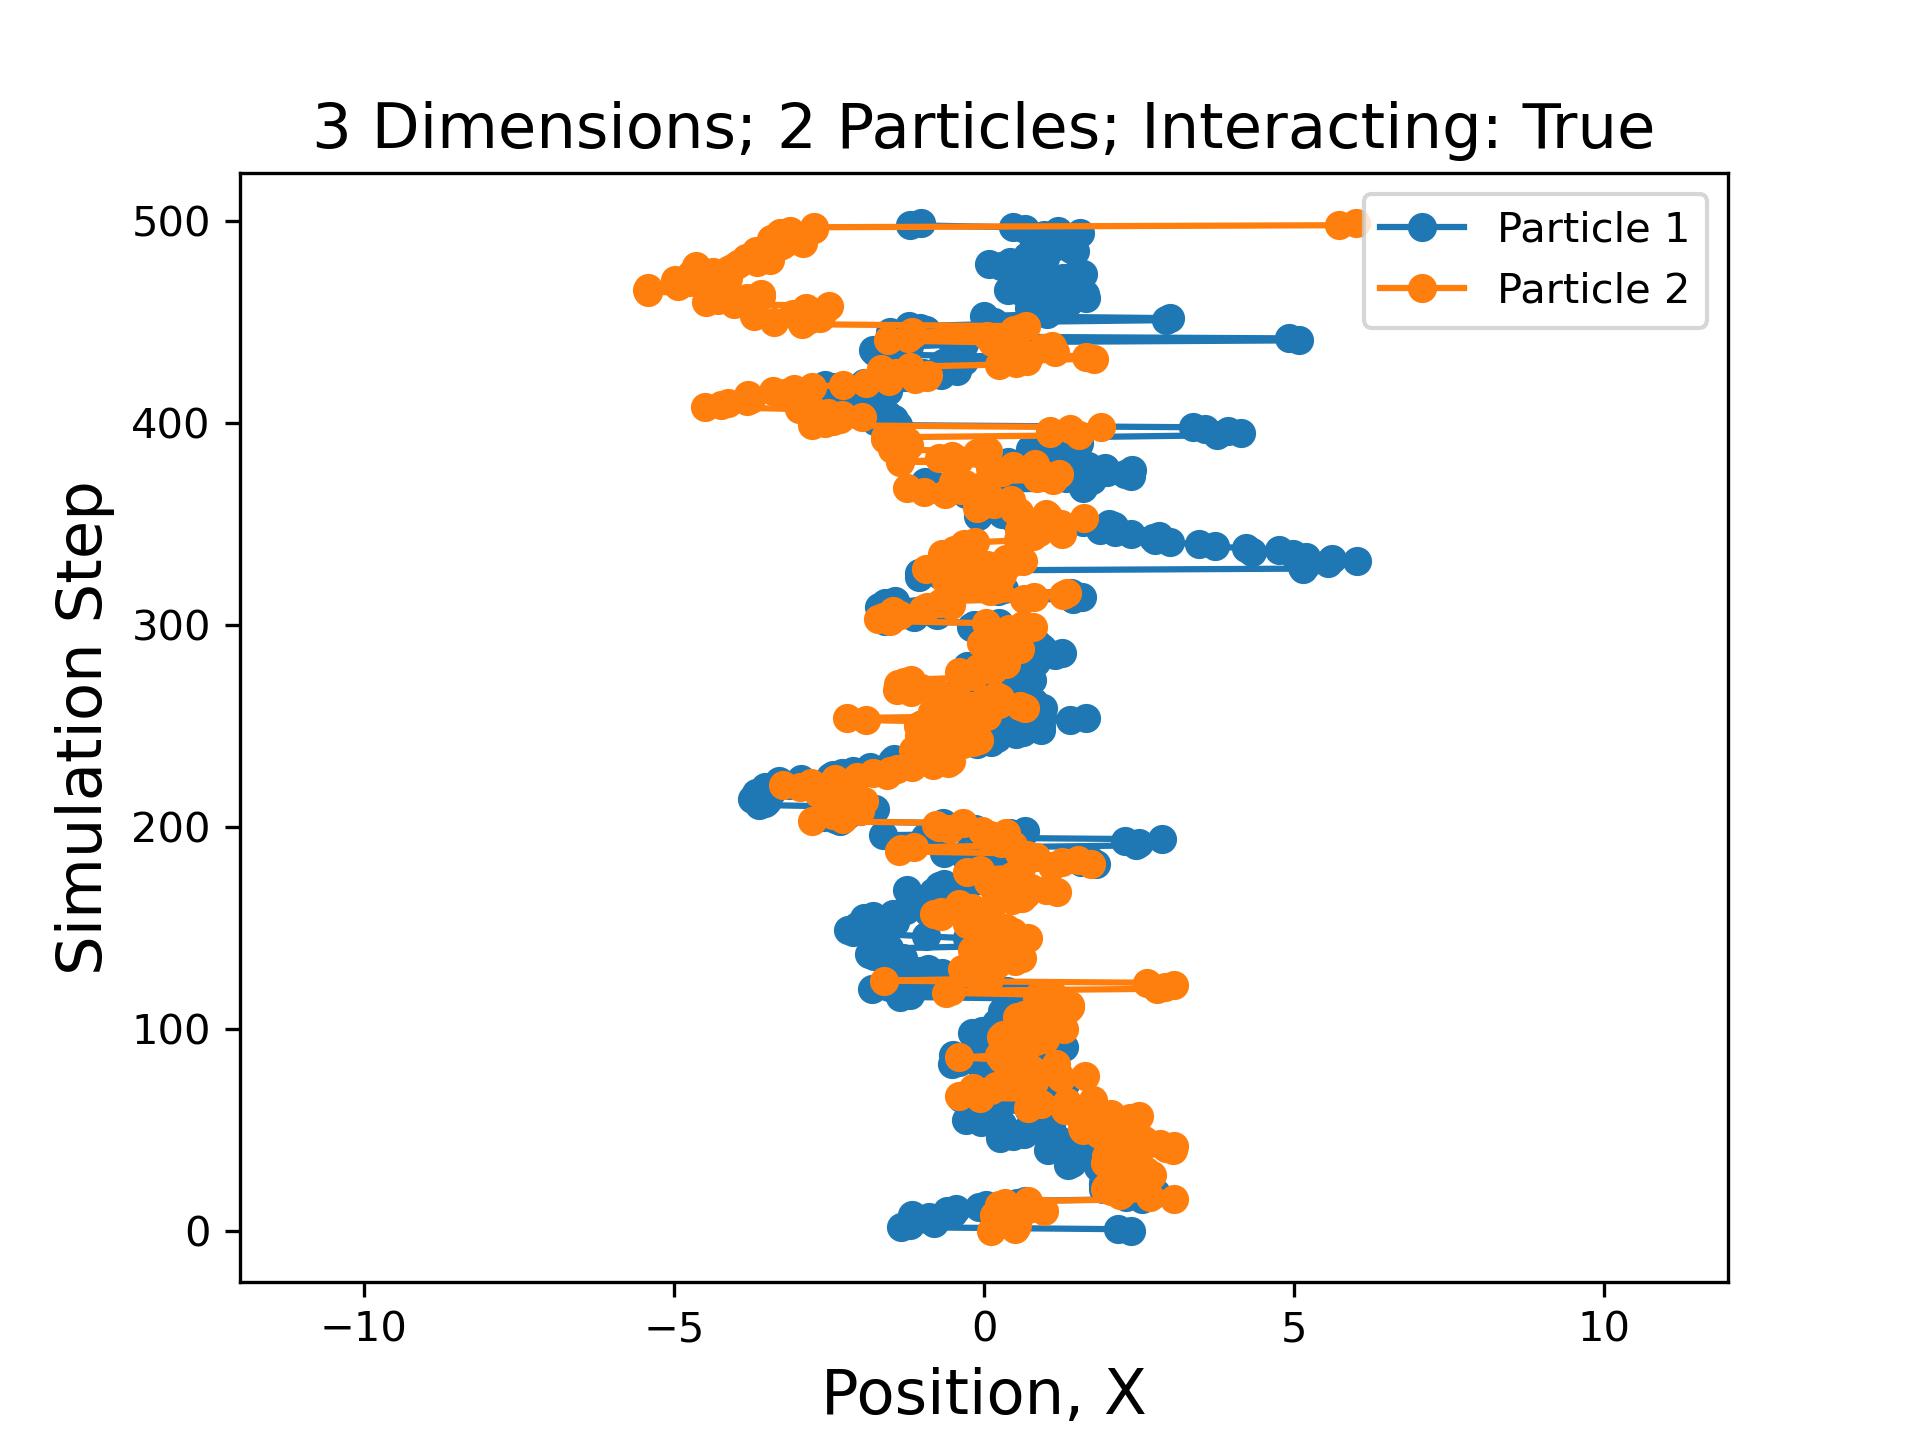 3 Dimensions; 2 Particles; Interacting: True
Particle 1
Particle 2
500
400
300
200
100
0
Simulation Step
−10
−5
0
5
10
Position, X